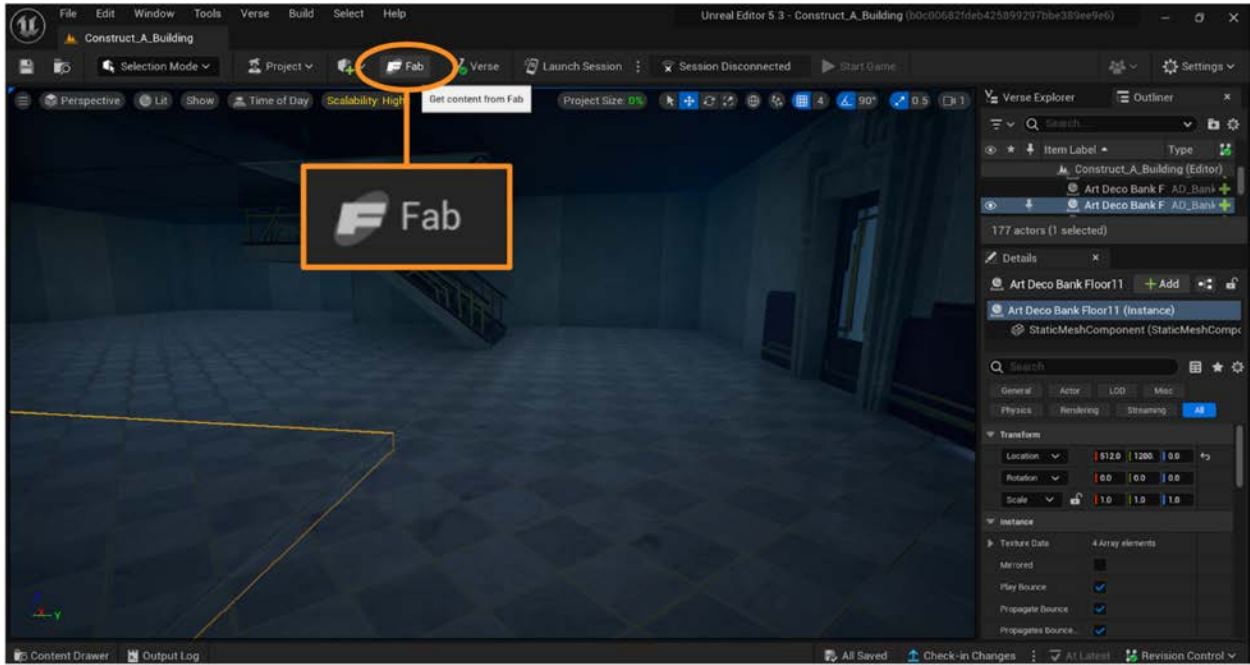 File Edit Window Tools Verse Build Select Help
Unreal Editor 5.3 - Construct_A_Building (b0c00682fdeb425899297bbe389ee9e6)
Construct_A_Building
Selection Mode Project Fab Verse Launch Session Session Disconnected Start Game Settings
Perspective Lit Show Time of Day Scalability: High Get content from Fab Project Size: 0% 4 90° 0.5 1
Fab
Verse Explorer Outliner
Search...
Item Label Type
Construct_A_Building (Editor)
Art Deco Bank F AD_Bank
Art Deco Bank F AD_Bank
177 actors (1 selected)
Details
Art Deco Bank Floor11 Add
Art Deco Bank Floor11 (Instance)
StaticMeshComponent (StaticMeshCompo
Search
General Actor LOD Misc
Physics Rendering Streaming All
Transform
Location 512.0 1200. 0.0
Rotation 0.0 0.0 0.0
Scale 1.0 1.0 1.0
Instance
Texture Data 4 Array elements
Mirrored
Play Bounce
Propagate Bounce
Propagates Bounce..
Z X Y
Content Drawer Output Log All Saved Check-in Changes At Latest Revision Control